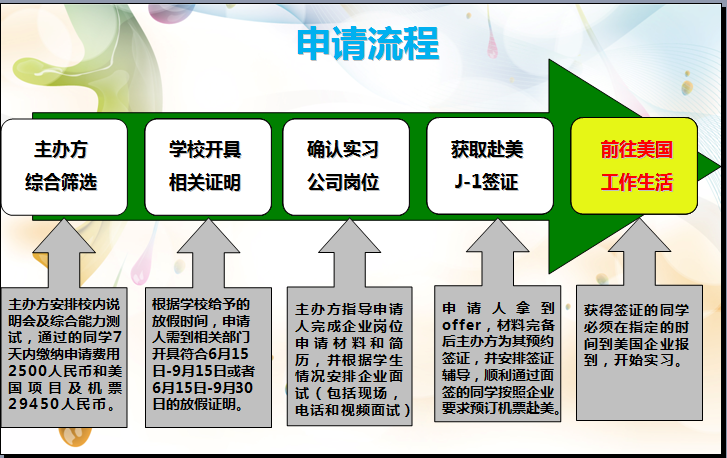 申请流程
主办方
综合筛选
学校开具
相关证明
确认实习
公司岗位
获取赴美
J-1签证
前往美国
工作生活
主办方安排校内说
明会及综合能力测
试，通过的同学7
天内缴纳申请费用
2500人民币和美
国项目及机票
29450人民币。
根据学校给予的
放假时间，申请
人需到相关部门
开具符合6月15
日-9月15日或者
6月15日-9月30
日的放假证明。
主办方指导申请
人完成企业岗位
申请材料和简
历，并根据学生
情况安排企业面
试（包括现场，
电话和视频面试）
申请人拿到
offer，材料完备
后主办方为其预约
签证，并安排签证
辅导，顺利通过面
签的同学按照企业
要求预订机票赴美。
获得签证的同学
必须在指定的时
间到美国企业报
到，开始实习。